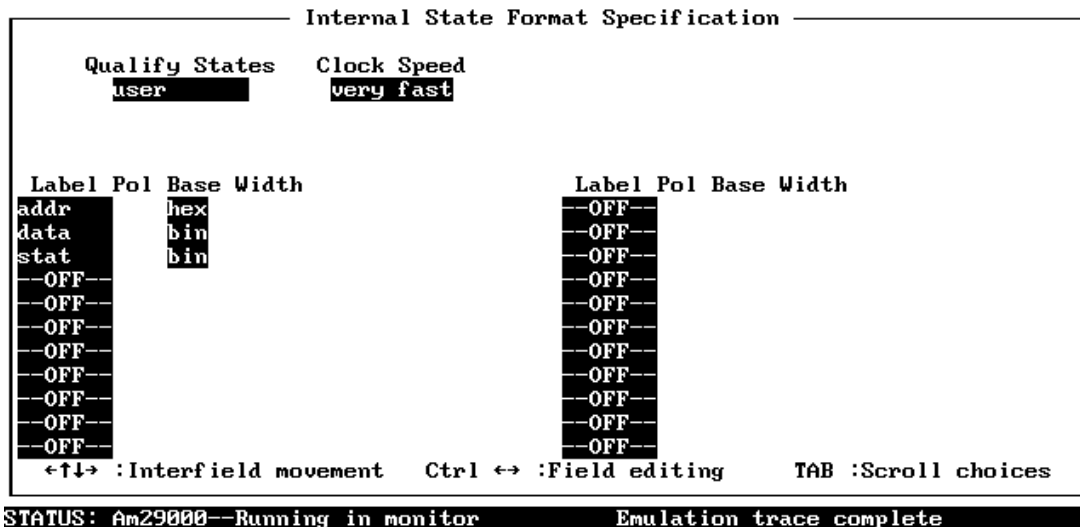 Internal State Format Specification
Qualify States Clock Speed
user very fast
Label Pol Base Width Label Pol Base Width
addr hex --OFF--
data bin --OFF--
stat bin --OFF--
--OFF-- --OFF--
--OFF-- --OFF--
--OFF-- --OFF--
--OFF-- --OFF--
--OFF-- --OFF--
--OFF-- --OFF--
--OFF-- --OFF--
--OFF-- --OFF--
←↑↓→ :Interfield movement Ctrl ↔ :Field editing TAB :Scroll choices
STATUS: Am29000--Running in monitor Emulation trace complete